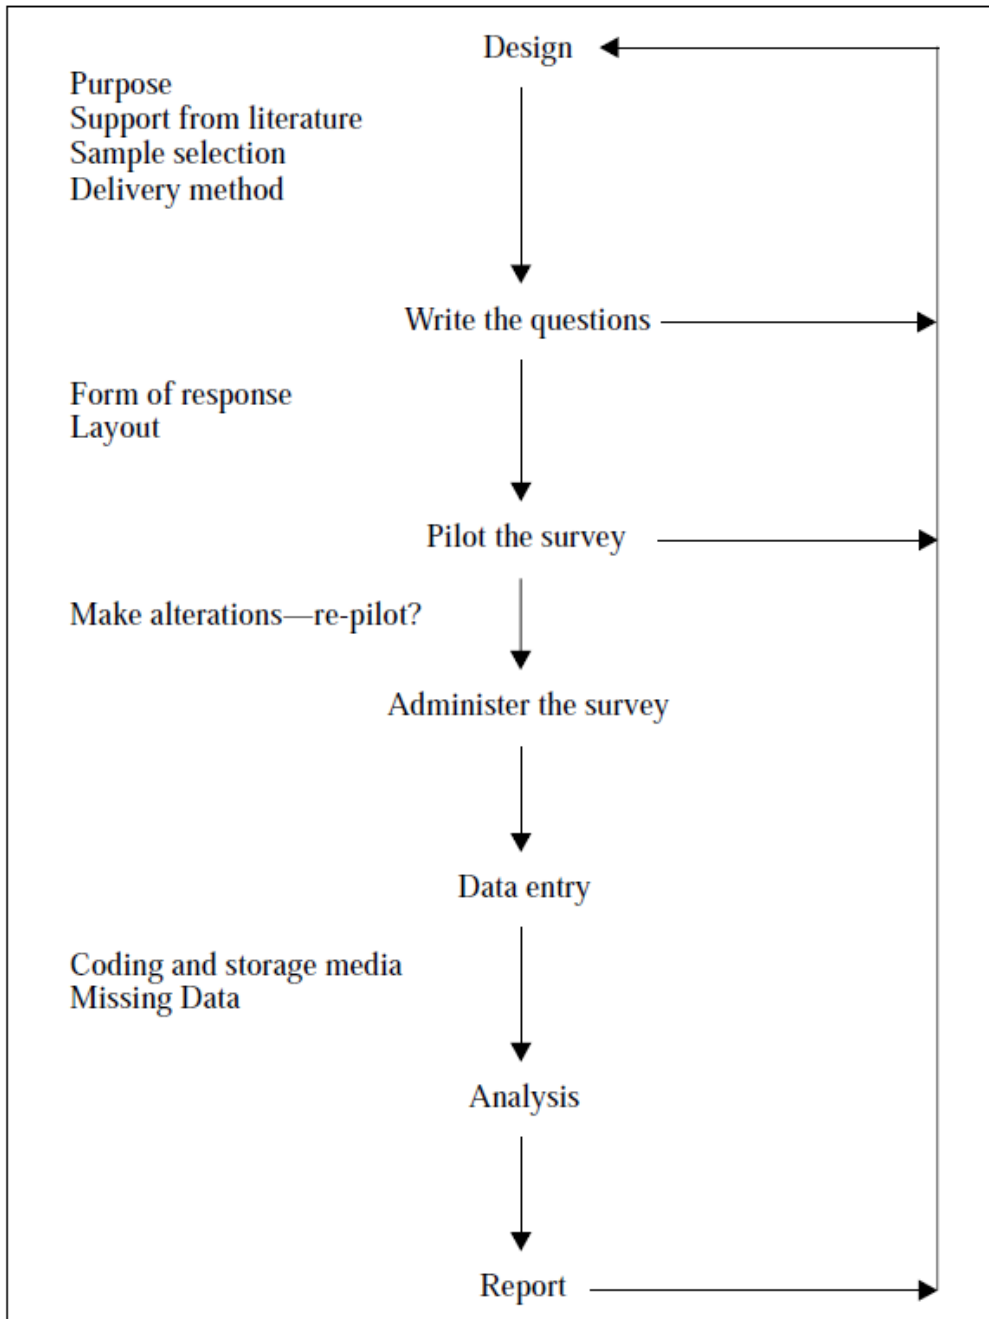 Design
Purpose
Support from literature
Sample selection
Delivery method
Write the questions
Form of response
Layout
Pilot the survey
Make alterations—re-pilot?
Administer the survey
Data entry
Coding and storage media
Missing Data
Analysis
Report